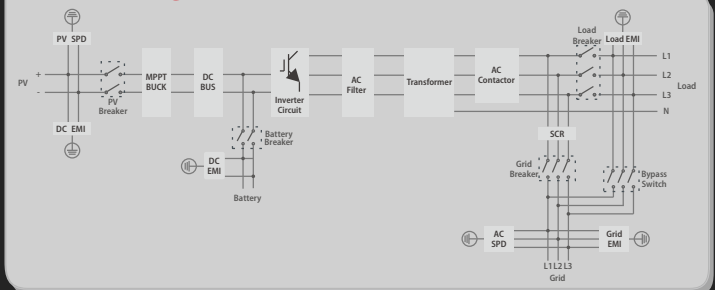 PV SPD
Load Breaker
Load EMI
L1
L2
L3
N
Load
PV
+
-
PV Breaker
MPPT BUCK
DC BUS
Inverter Circuit
AC Filter
Transformer
AC Contactor
DC EMI
Battery Breaker
DC EMI
Battery
SCR
Grid Breaker
Bypass Switch
AC SPD
Grid EMI
L1 L2 L3
Grid